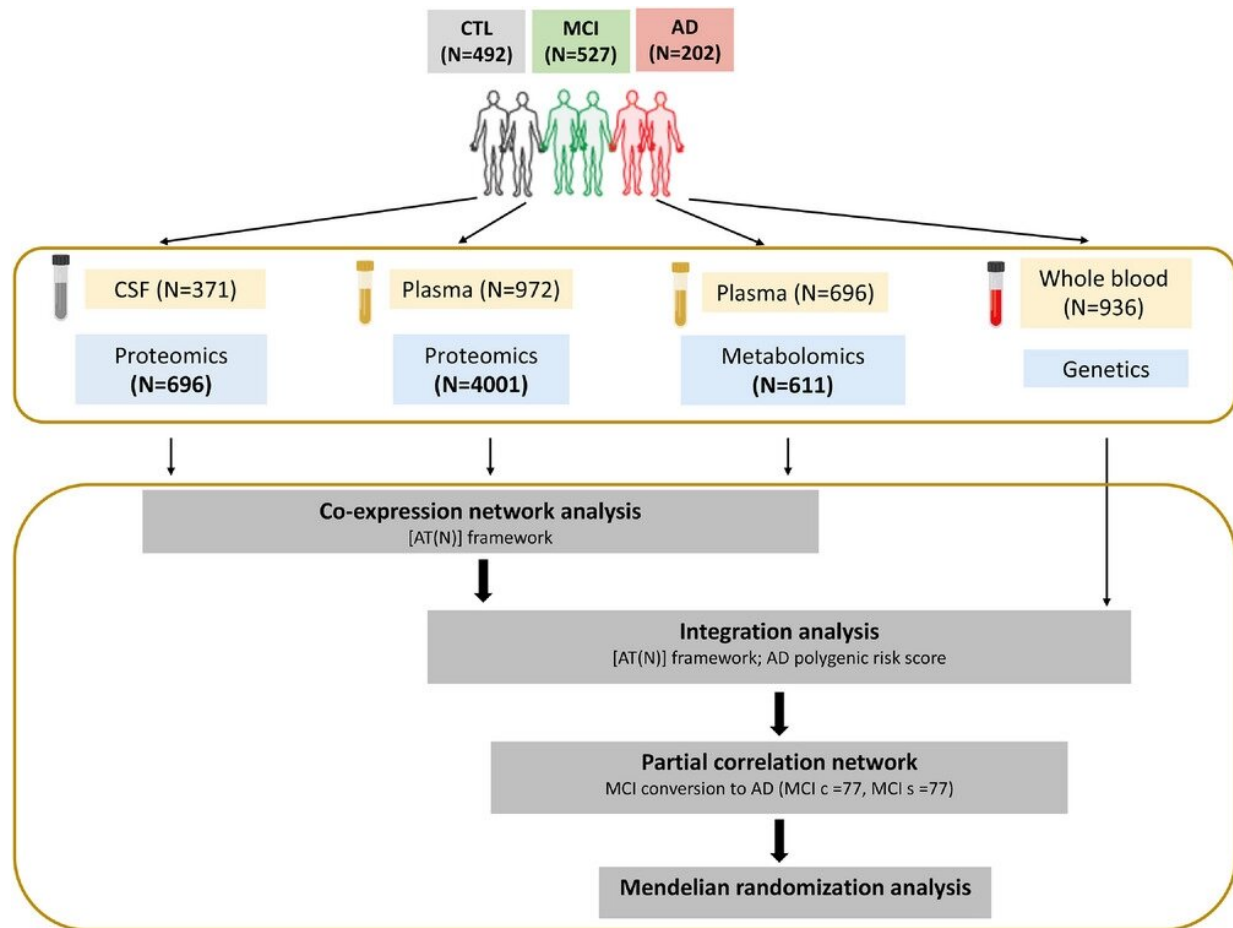 CTL
(N=492)
MCI
(N=527)
AD
(N=202)
CSF (N=371)
Plasma (N=972)
Plasma (N=696)
Whole blood
(N=936)
Proteomics
(N=696)
Proteomics
(N=4001)
Metabolomics
(N=611)
Genetics
Co-expression network analysis
[AT(N)] framework
Integration analysis
[AT(N)] framework; AD polygenic risk score
Partial correlation network
MCI conversion to AD (MCI c =77, MCI s =77)
Mendelian randomization analysis